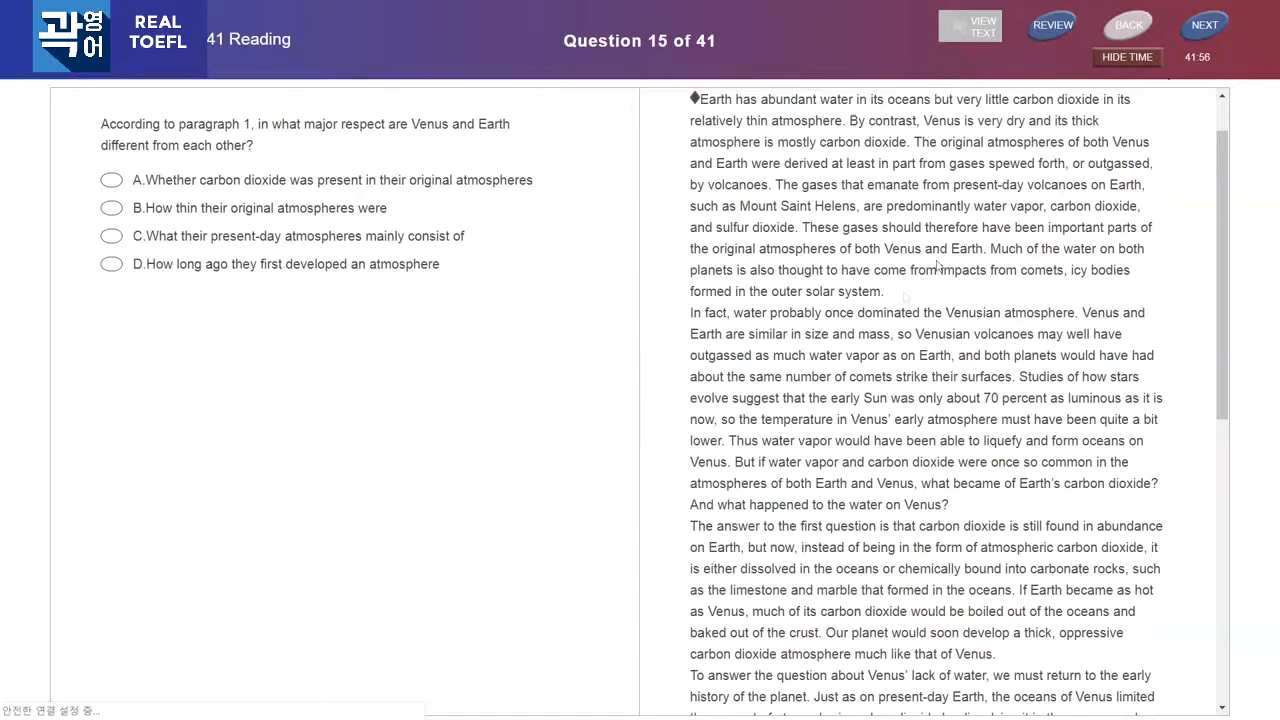 곽영어
REAL
TOEFL
41 Reading
Question 15 of 41
VIEW
TEXT
REVIEW
BACK
NEXT
HIDE TIME
41:56
According to paragraph 1, in what major respect are Venus and Earth
different from each other?
A.Whether carbon dioxide was present in their original atmospheres
B.How thin their original atmospheres were
C.What their present-day atmospheres mainly consist of
D.How long ago they first developed an atmosphere
♦Earth has abundant water in its oceans but very little carbon dioxide in its
relatively thin atmosphere. By contrast, Venus is very dry and its thick
atmosphere is mostly carbon dioxide. The original atmospheres of both Venus
and Earth were derived at least in part from gases spewed forth, or outgassed,
by volcanoes. The gases that emanate from present-day volcanoes on Earth,
such as Mount Saint Helens, are predominantly water vapor, carbon dioxide,
and sulfur dioxide. These gases should therefore have been important parts of
the original atmospheres of both Venus and Earth. Much of the water on both
planets is also thought to have come from impacts from comets, icy bodies
formed in the outer solar system.
In fact, water probably once dominated the Venusian atmosphere. Venus and
Earth are similar in size and mass, so Venusian volcanoes may well have
outgassed as much water vapor as on Earth, and both planets would have had
about the same number of comets strike their surfaces. Studies of how stars
evolve suggest that the early Sun was only about 70 percent as luminous as it is
now, so the temperature in Venus' early atmosphere must have been quite a bit
lower. Thus water vapor would have been able to liquefy and form oceans on
Venus. But if water vapor and carbon dioxide were once so common in the
atmospheres of both Earth and Venus, what became of Earth's carbon dioxide?
And what happened to the water on Venus?
The answer to the first question is that carbon dioxide is still found in abundance
on Earth, but now, instead of being in the form of atmospheric carbon dioxide, it
is either dissolved in the oceans or chemically bound into carbonate rocks, such
as the limestone and marble that formed in the oceans. If Earth became as hot
as Venus, much of its carbon dioxide would be boiled out of the oceans and
baked out of the crust. Our planet would soon develop a thick, oppressive
carbon dioxide atmosphere much like that of Venus.
To answer the question about Venus' lack of water, we must return to the early
history of the planet. Just as on present-day Earth, the oceans of Venus limited
안전한 연결 설정 중...